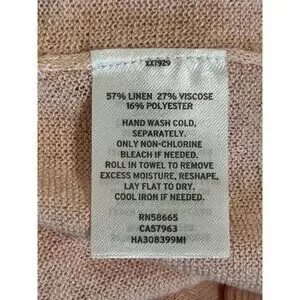 XX7929
57% LINEN 27% VISCOSE
16% POLYESTER
HAND WASH COLD,
SEPARATELY.
ONLY NON-CHLORINE
BLEACH IF NEEDED.
ROLL IN TOWEL TO REMOVE
EXCESS MOISTURE, RESHAPE,
LAY FLAT TO DRY.
COOL IRON IF NEEDED.
RN58665
CA57963
HA308399MI